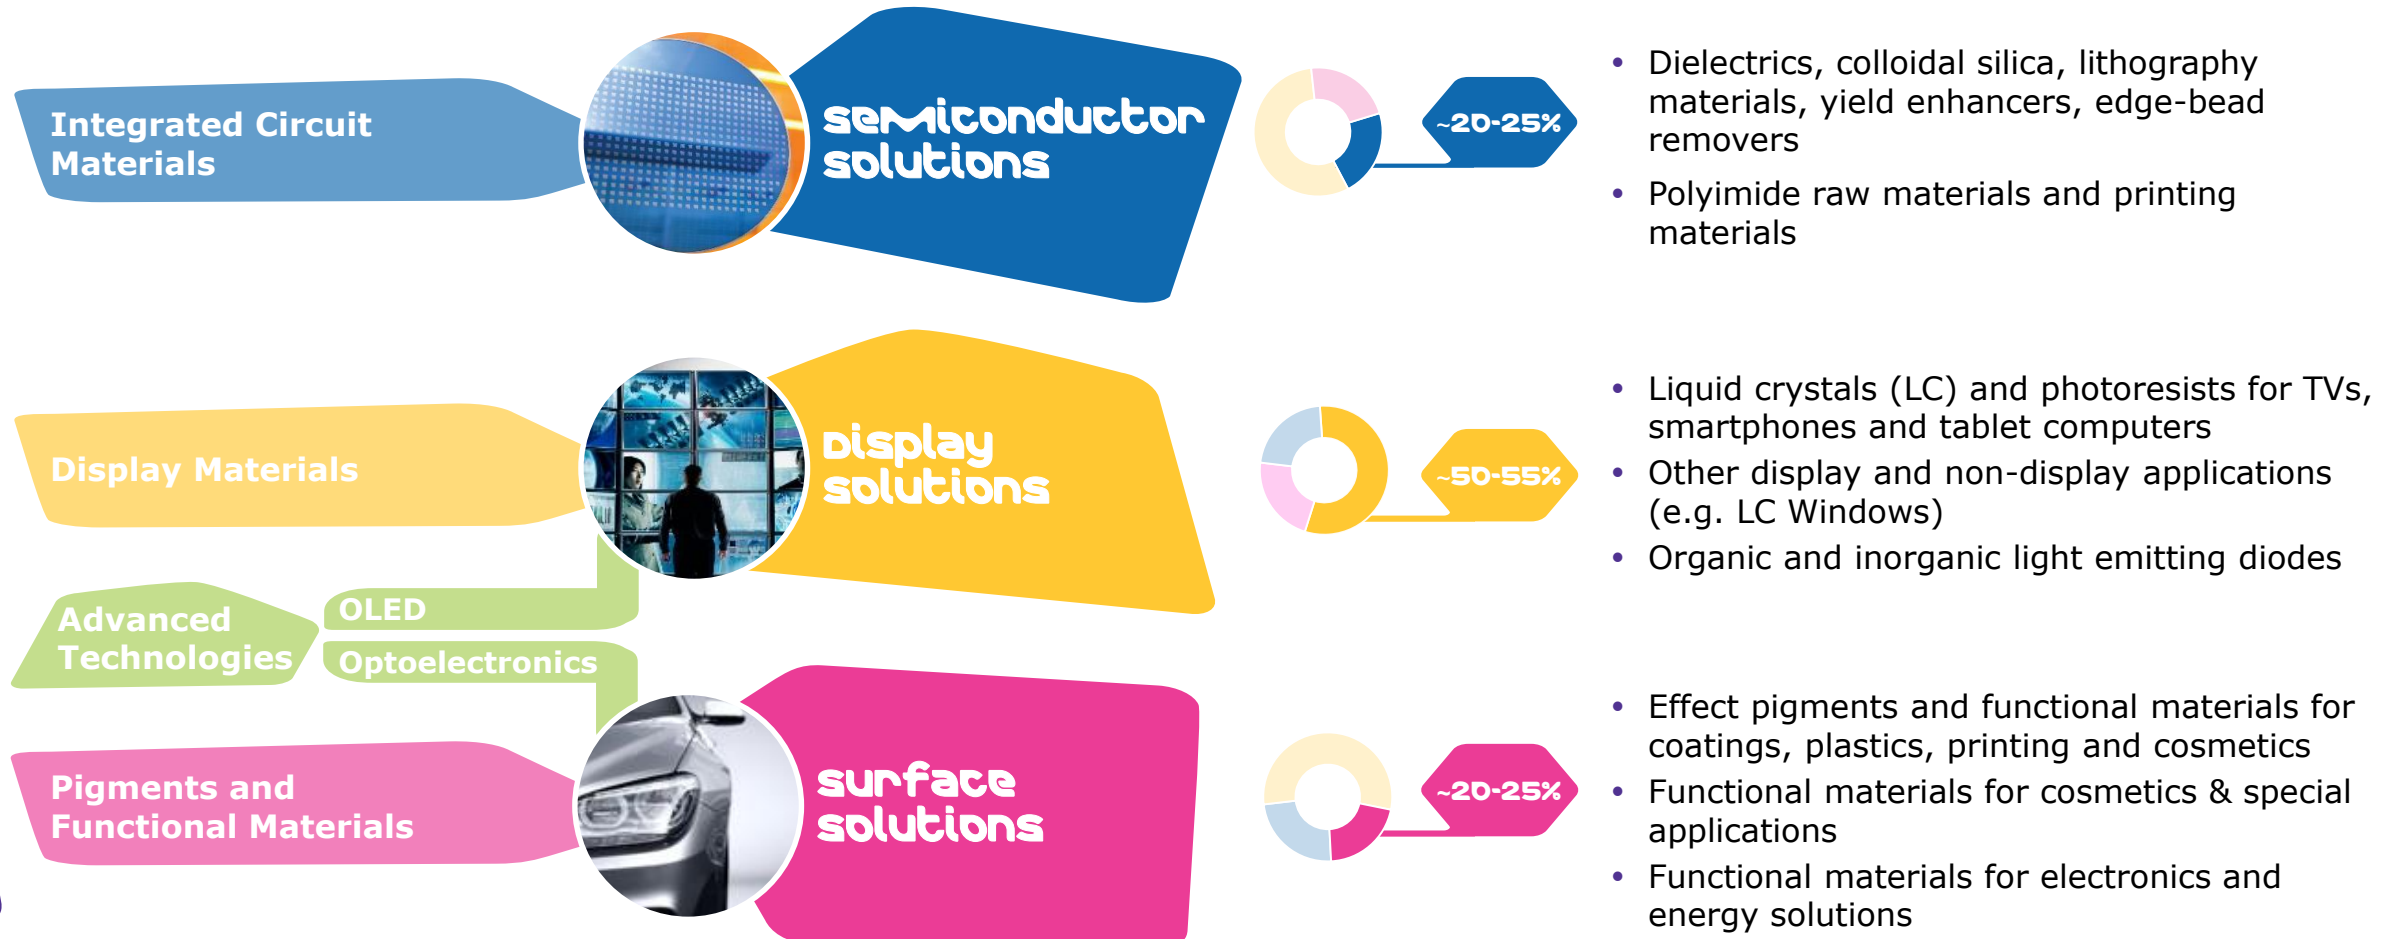 Integrated Circuit
Materials
semiconductor
solutions
~20-25%
• Dielectrics, colloidal silica, lithography
materials, yield enhancers, edge-bead
removers
• Polyimide raw materials and printing
materials
Display Materials
Display
solutions
~50-55%
• Liquid crystals (LC) and photoresists for TVs,
smartphones and tablet computers
• Other display and non-display applications
(e.g. LC Windows)
• Organic and inorganic light emitting diodes
Advanced
Technologies
OLED
Optoelectronics
Pigments and
Functional Materials
surface
solutions
~20-25%
• Effect pigments and functional materials for
coatings, plastics, printing and cosmetics
• Functional materials for cosmetics & special
applications
• Functional materials for electronics and
energy solutions